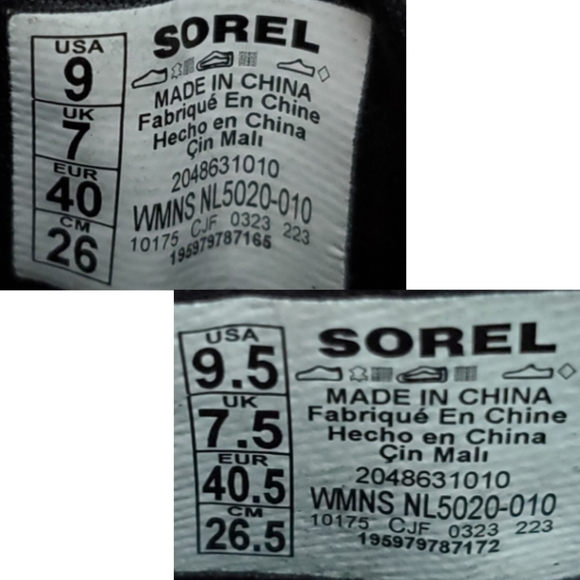 USA
9
UK
7
EUR
40
CM
26
SOREL
MADE IN CHINA
Fabriqué En Chine
Hecho en China
Çin Malı
2048631010
WMNS NL5020-010
10175 CJF 0323 223
195979787165
USA
9.5
UK
7.5
EUR
40.5
CM
26.5
SOREL
MADE IN CHINA
Fabriqué En Chine
Hecho en China
Çin Malı
2048631010
WMNS NL5020-010
10175 CJF 0323 223
195979787172